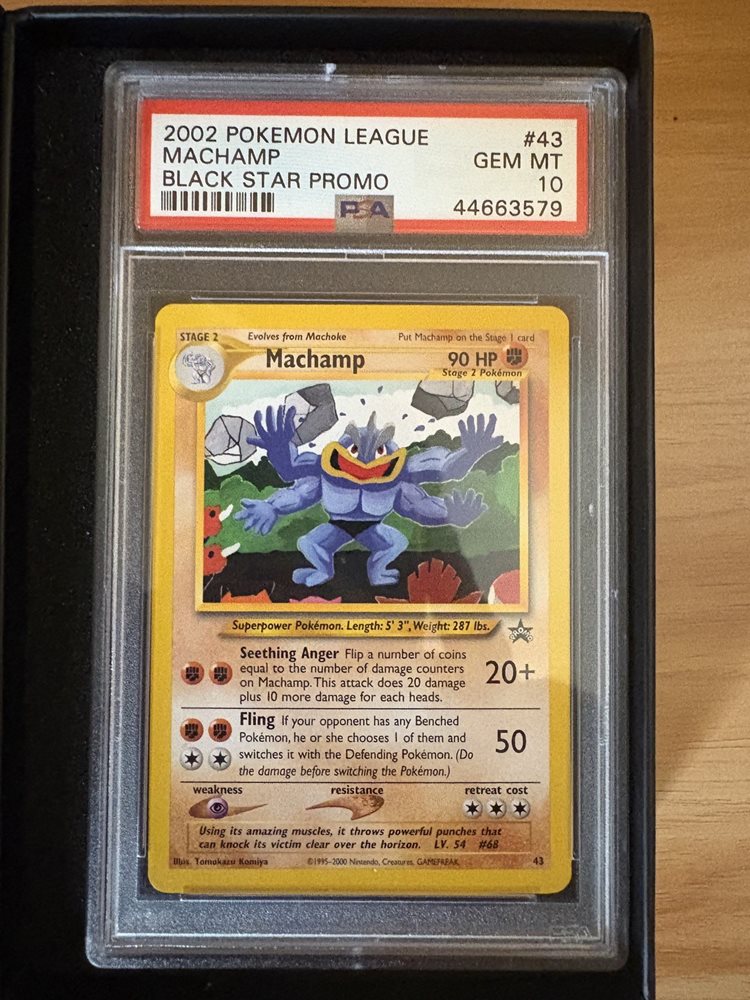 2002 POKEMON LEAGUE #43
MACHAMP GEM MT
BLACK STAR PROMO 10
PSA 44663579
STAGE 2 Evolves from Machoke Put Machamp on the Stage 1 card
Machamp 90 HP
Stage 2 Pokémon
Superpower Pokémon. Length: 5' 3", Weight: 287 lbs.
PROMO
Seething Anger Flip a number of coins
equal to the number of damage counters
on Machamp. This attack does 20 damage
plus 10 more damage for each heads.
20+
Fling If your opponent has any Benched
Pokémon, he or she chooses 1 of them and
switches it with the Defending Pokémon. (Do
the damage before switching the Pokémon.)
50
weakness resistance retreat cost
Using its amazing muscles, it throws powerful punches that
can knock its victim clear over the horizon. LV. 54 #68
Illus. Tomokazu Komiya ©1995-2000 Nintendo, Creatures, GAMEFREAK. 43